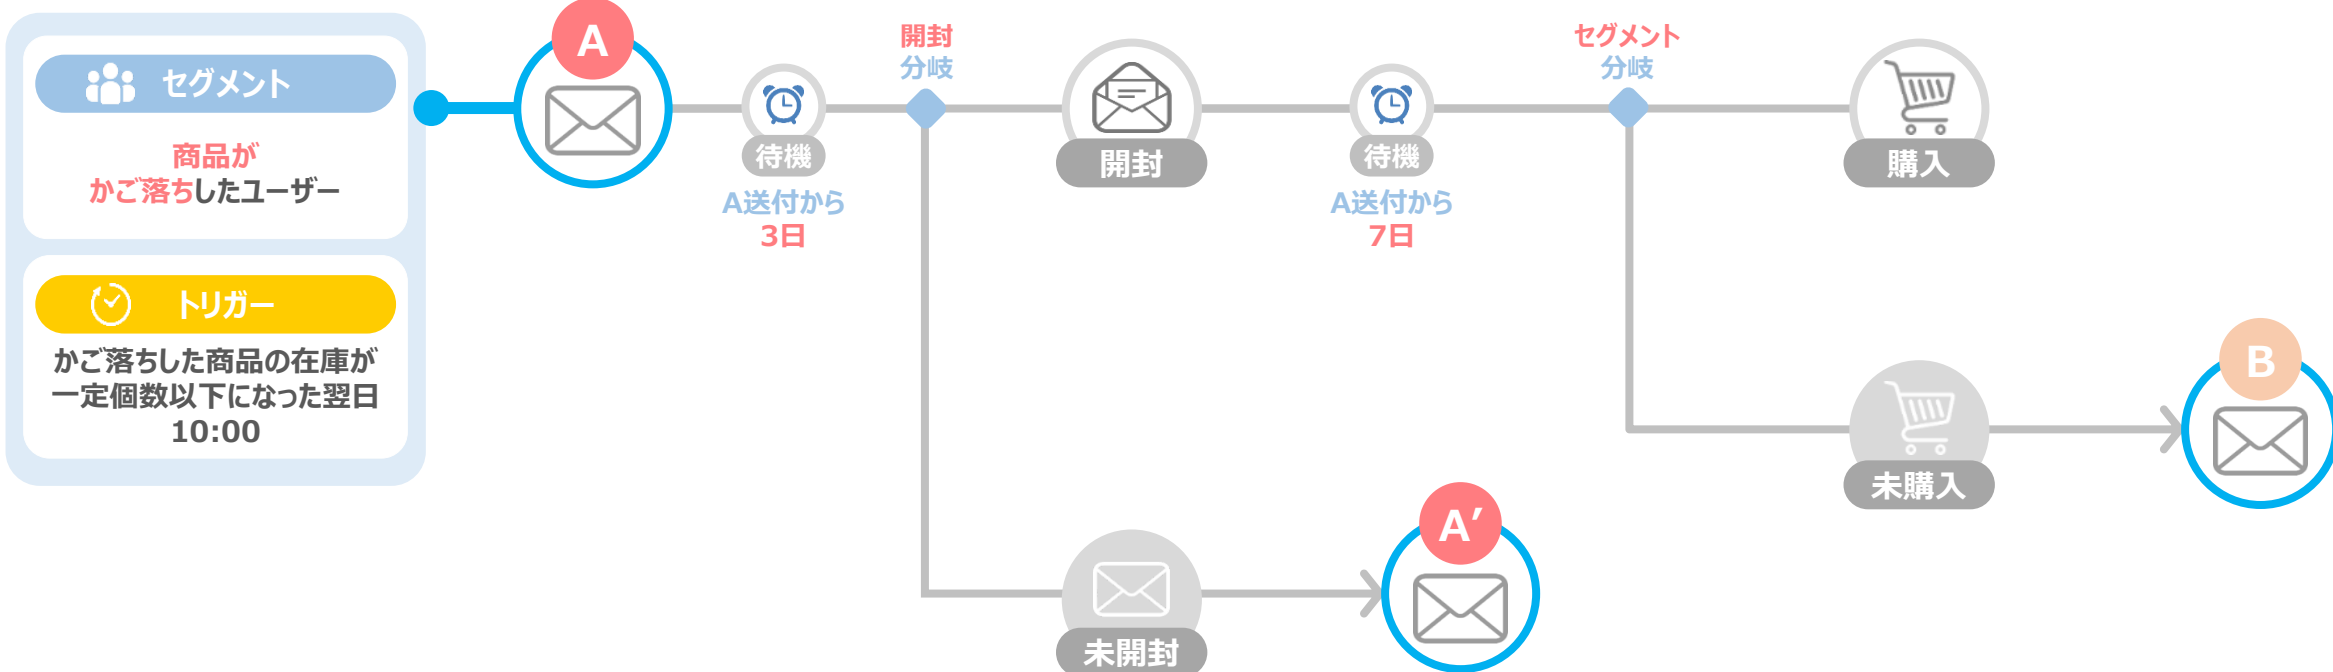 セグメント
商品が
かご落ちしたユーザー
トリガー
かご落ちした商品の在庫が
一定個数以下になった翌日
10:00
A
待機
A送付から
3日
開封
分岐
開封
待機
A送付から
7日
セグメント
分岐
購入
未購入
B
未開封
A′